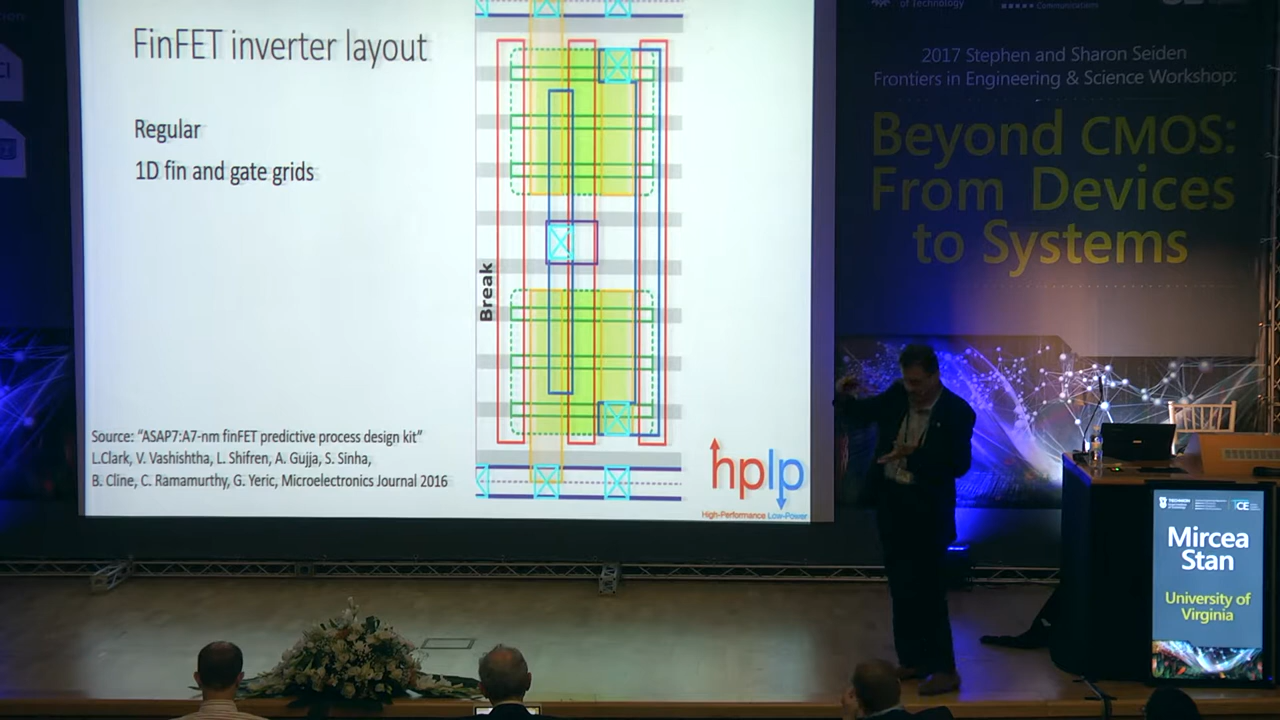 FinFET inverter layout
Regular
1D fin and gate grids
Break
Source: "ASAP7:A7-nm finFET predictive process design kit"
L.Clark, V. Vashishtha, L. Shifren, A. Gujja, S. Sinha,
B. Cline, C. Ramamurthy, G. Yeric, Microelectronics Journal 2016
hplp
High-Performance Low-Power
of Technology
Communications
2017 Stephen and Sharon Seiden
Frontiers in Engineering & Science Workshop:
Beyond CMOS:
From Devices
to Systems
TECHNION
CE
Mircea
Stan
University of
Virginia